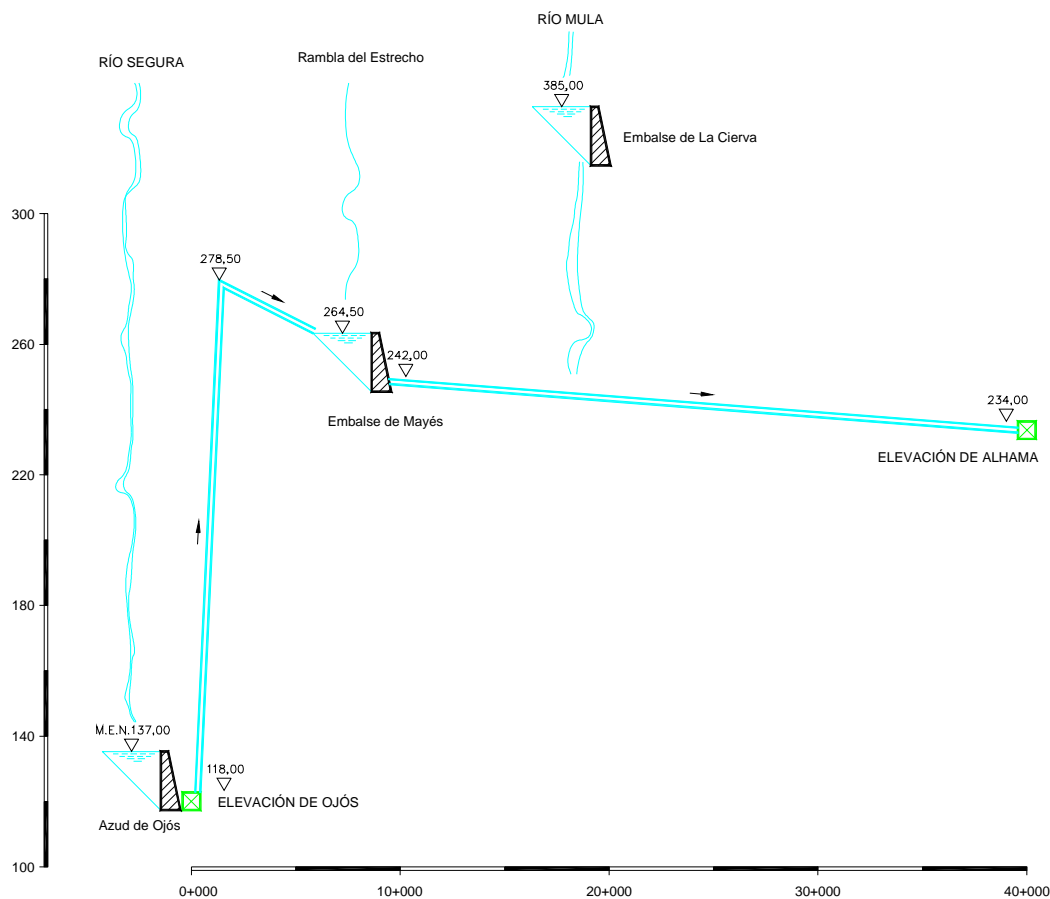 RÍO MULA
Rambla del Estrecho
RÍO SEGURA
385,00
Embalse de La Cierva
300
278,50
264,50
260
242,00
Embalse de Mayés
234,00
ELEVACIÓN DE ALHAMA
220
180
140
M.E.N.137,00
118,00
ELEVACIÓN DE OJÓS
Azud de Ojós
100
0+000
10+000
20+000
30+000
40+000